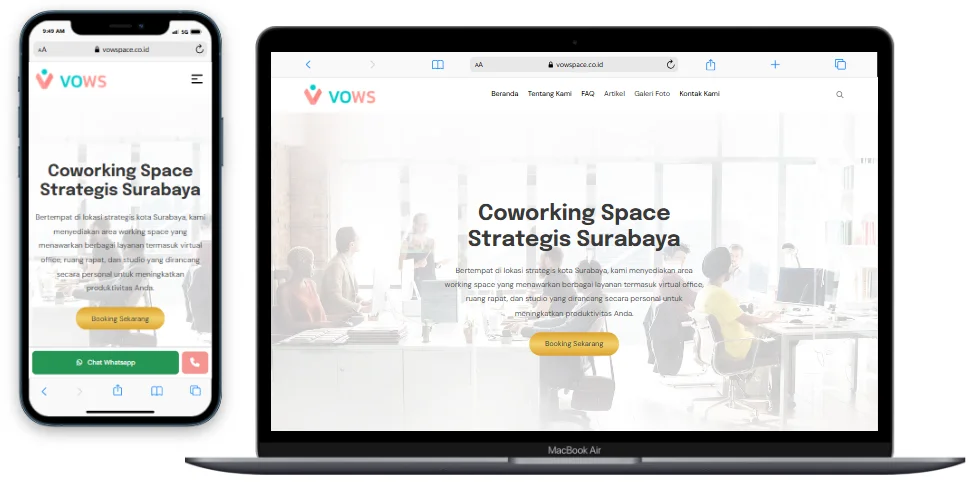 9:49 AM
5G
AA
vowspace.co.id
VOWS
Coworking Space
Strategis Surabaya
Bertempat di lokasi strategis kota Surabaya, kami
menyediakan area working space yang
menawarkan berbagai layanan termasuk virtual
office, ruang rapat, dan studio yang dirancang
secara personal untuk meningkatkan
produktivitas Anda.
Booking Sekarang
Chat Whatsapp
AA
vowspace.co.id
VOWS
Beranda Tentang Kami FAQ Artikel Galeri Foto Kontak Kami
Coworking Space
Strategis Surabaya
Bertempat di lokasi strategis kota Surabaya, kami menyediakan area
working space yang menawarkan berbagai layanan termasuk virtual office,
ruang rapat, dan studio yang dirancang secara personal untuk
meningkatkan produktivitas Anda.
Booking Sekarang
MacBook Air